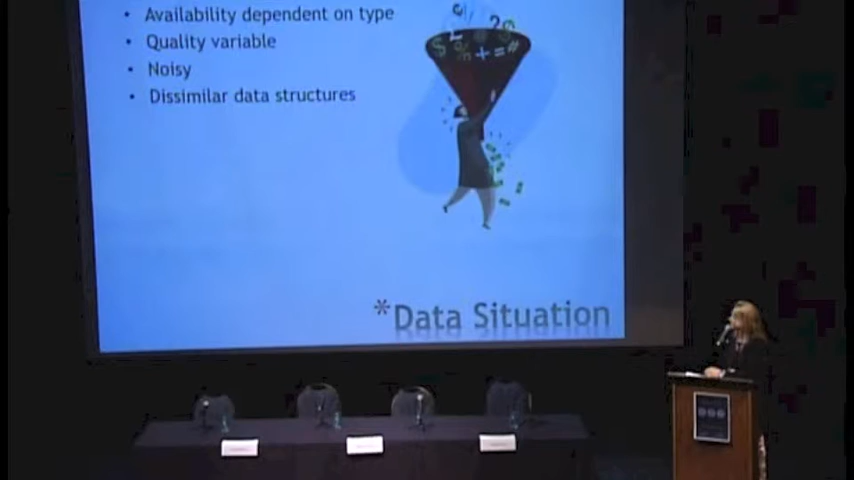 • Availability dependent on type
• Quality variable
• Noisy
• Dissimilar data structures
$ % + = #
*Data Situation